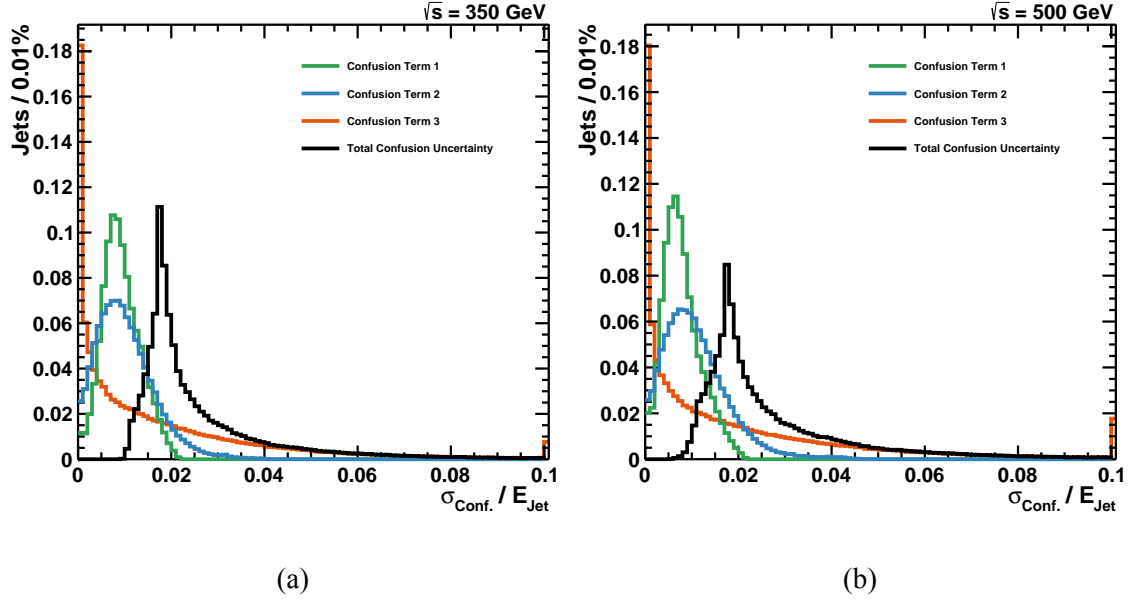 √s = 350 GeV
Jets / 0.01%
0.18
0.16
0.14
0.12
0.1
0.08
0.06
0.04
0.02
0
Confusion Term 1
Confusion Term 2
Confusion Term 3
Total Confusion Uncertainty
0 0.02 0.04 0.06 0.08 0.1
σConf. / EJet
(a)
√s = 500 GeV
Jets / 0.01%
0.18
0.16
0.14
0.12
0.1
0.08
0.06
0.04
0.02
0
Confusion Term 1
Confusion Term 2
Confusion Term 3
Total Confusion Uncertainty
0 0.02 0.04 0.06 0.08 0.1
σConf. / EJet
(b)